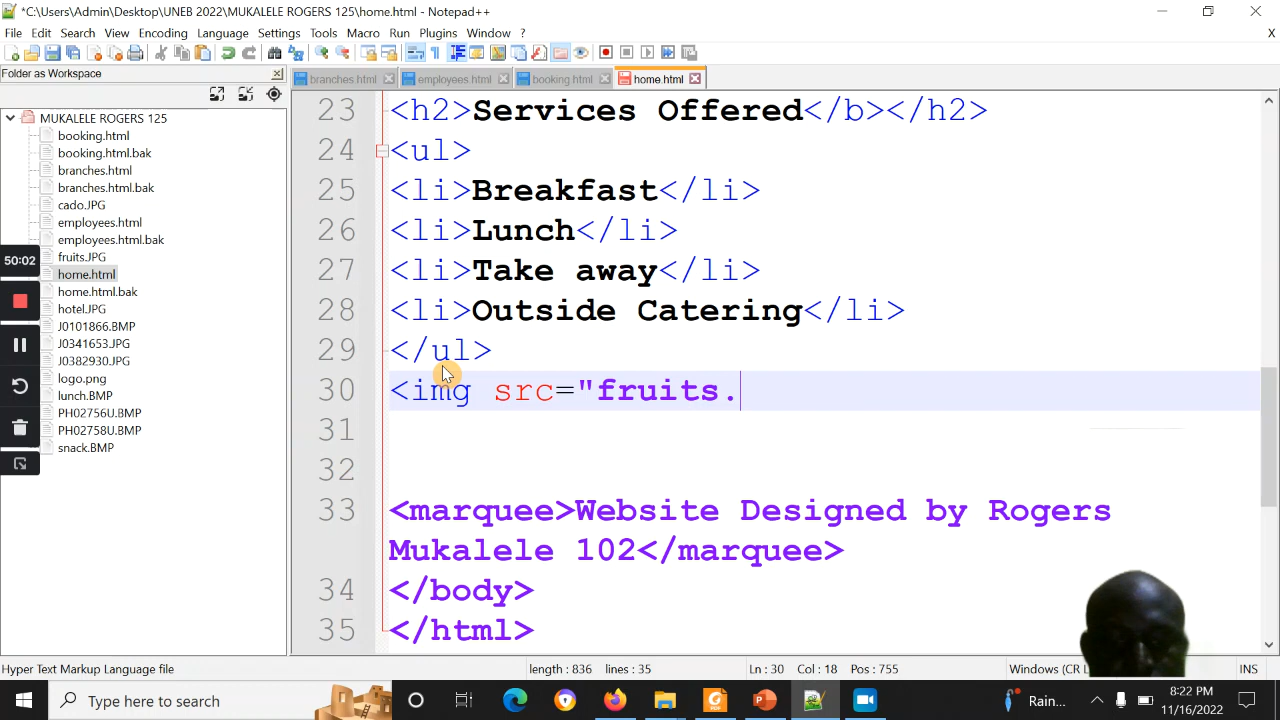 *C:\Users\Admin\Desktop\UNEB 2022\MUKALELE ROGERS 125\home.html - Notepad++
File Edit Search View Encoding Language Settings Tools Macro Run Plugins Window ? X
Folder as Workspace
branches.html employees.html booking.html home.html
MUKALELE ROGERS 125
booking.html
booking.html.bak
branches.html
branches.html.bak
cado.JPG
employees.html
employees.html.bak
fruits.JPG
home.html
home.html.bak
hotel.JPG
J0101866.BMP
J0341653.JPG
J0382930.JPG
logo.png
lunch.BMP
PH02756U.BMP
PH02758U.BMP
snack.BMP
50:02
23 <h2>Services Offered</b></h2>
24 <ul>
25 <li>Breakfast</li>
26 <li>Lunch</li>
27 <li>Take away</li>
28 <li>Outside Catering</li>
29 </ul>
30 <img src="fruits.
31
32
33 <marquee>Website Designed by Rogers
Mukalele 102</marquee>
34 </body>
35 </html>
Hyper Text Markup Language file length : 836 lines : 35 Ln : 30 Col : 18 Pos : 755 Windows (CR L INS
Type here to search
Rain...
8:22 PM
11/16/2022